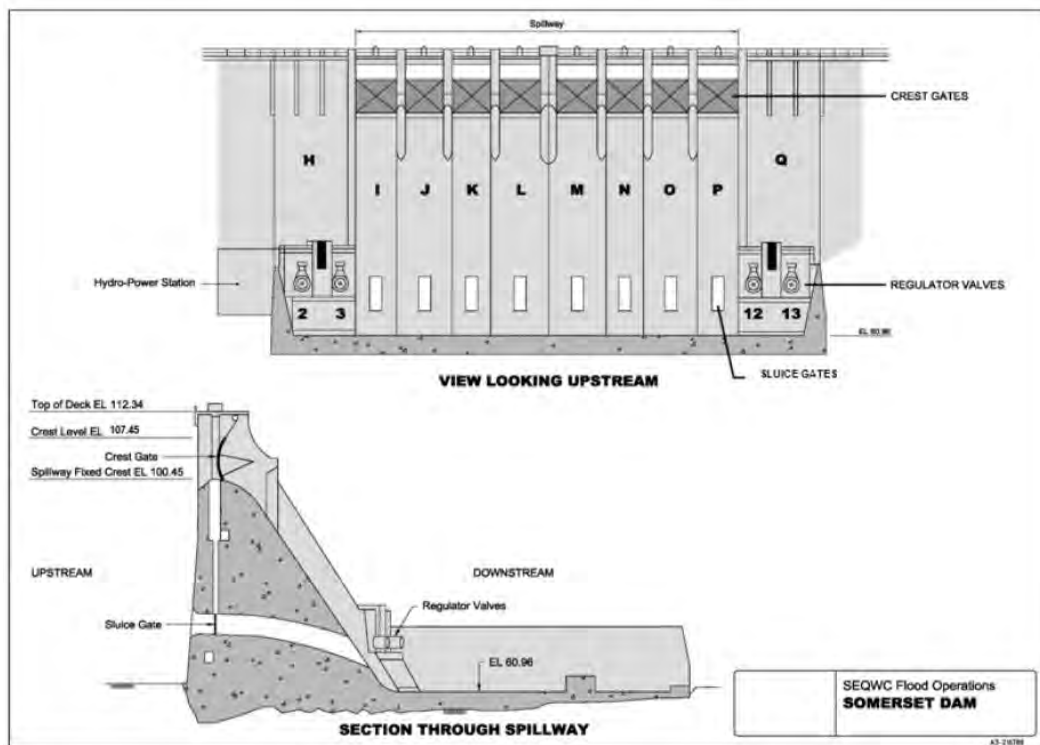 Spillway
CREST GATES
H
I
J
K
L
M
N
O
P
Q
Hydro-Power Station
REGULATOR VALVES
2
3
12
13
EL 60.96
SLUICE GATES
VIEW LOOKING UPSTREAM
Top of Deck EL 112.34
Crest Level EL 107.45
Crest Gate
Spillway Fixed Crest EL 100.45
UPSTREAM
DOWNSTREAM
Regulator Valves
Sluice Gate
EL 60.96
SECTION THROUGH SPILLWAY
SEQWC Flood Operations
SOMERSET DAM